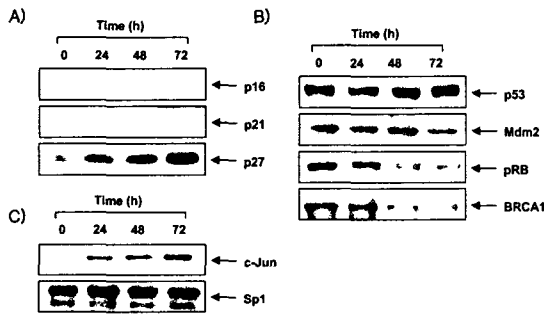 A)
Time (h)
0 24 48 72
p16
p21
p27
B)
Time (h)
0 24 48 72
p53
Mdm2
pRB
BRCA1
C)
Time (h)
0 24 48 72
c-Jun
Sp1